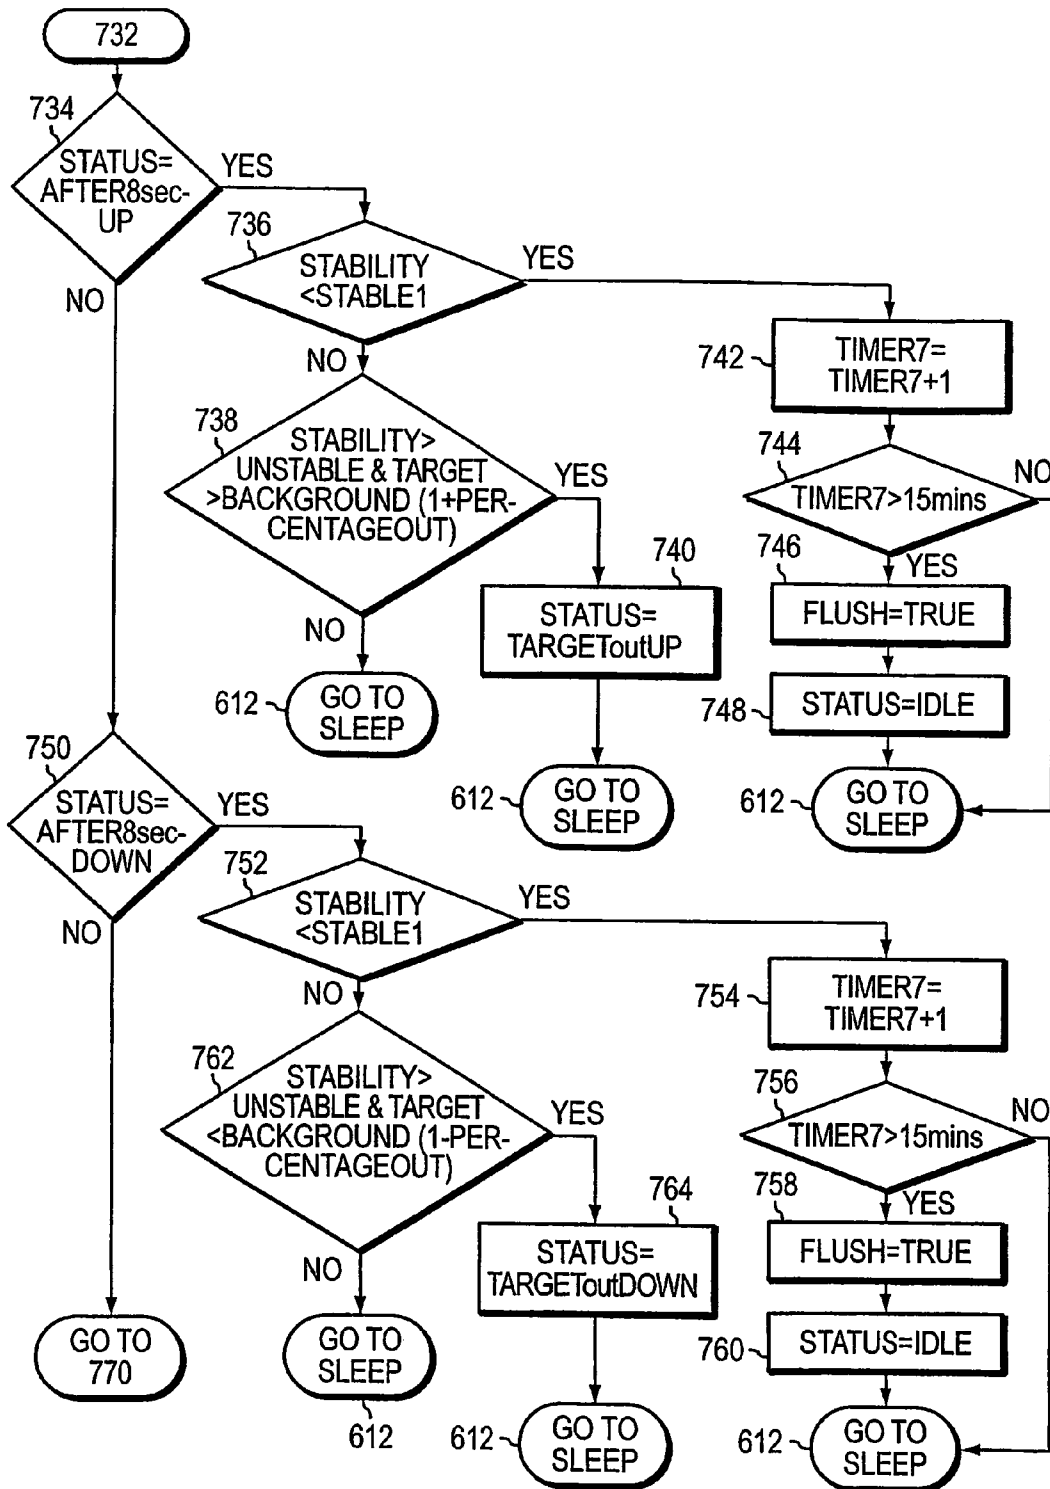 732
734
STATUS=
AFTER8sec-
UP
YES
NO
736
STABILITY
<STABLE1
YES
NO
742
TIMER7=
TIMER7+1
738
STABILITY>
UNSTABLE & TARGET
>BACKGROUND (1+PER-
CENTAGEOUT)
YES
NO
744
TIMER7>15mins
NO
YES
740
STATUS=
TARGEToutUP
746
FLUSH=TRUE
612
GO TO
SLEEP
748
STATUS=IDLE
612
GO TO
SLEEP
612
GO TO
SLEEP
750
STATUS=
AFTER8sec-
DOWN
YES
NO
752
STABILITY
<STABLE1
YES
NO
754
TIMER7=
TIMER7+1
762
STABILITY>
UNSTABLE & TARGET
<BACKGROUND (1-PER-
CENTAGEOUT)
YES
NO
756
TIMER7>15mins
NO
YES
764
STATUS=
TARGEToutDOWN
758
FLUSH=TRUE
GO TO
770
GO TO
SLEEP
612
760
STATUS=IDLE
612
GO TO
SLEEP
612
GO TO
SLEEP